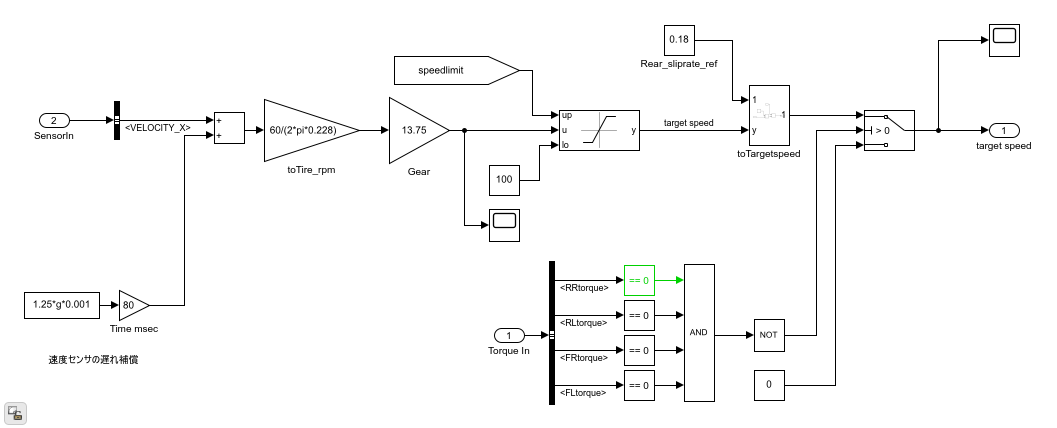 speedlimit
0.18
Rear_sliprate_ref
2
SensorIn
<VELOCITY_X>
+
+
60/(2*pi*0.228)
toTire_rpm
13.75
Gear
up
u
lo
y
100
target speed
1
y
1
toTargetspeed
> 0
1
target speed
1.25*g*0.001
80
Time msec
速度センサの遅れ補償
1
Torque In
<RRtorque>
== 0
<RLtorque>
== 0
<FRtorque>
== 0
<FLtorque>
== 0
AND
NOT
0